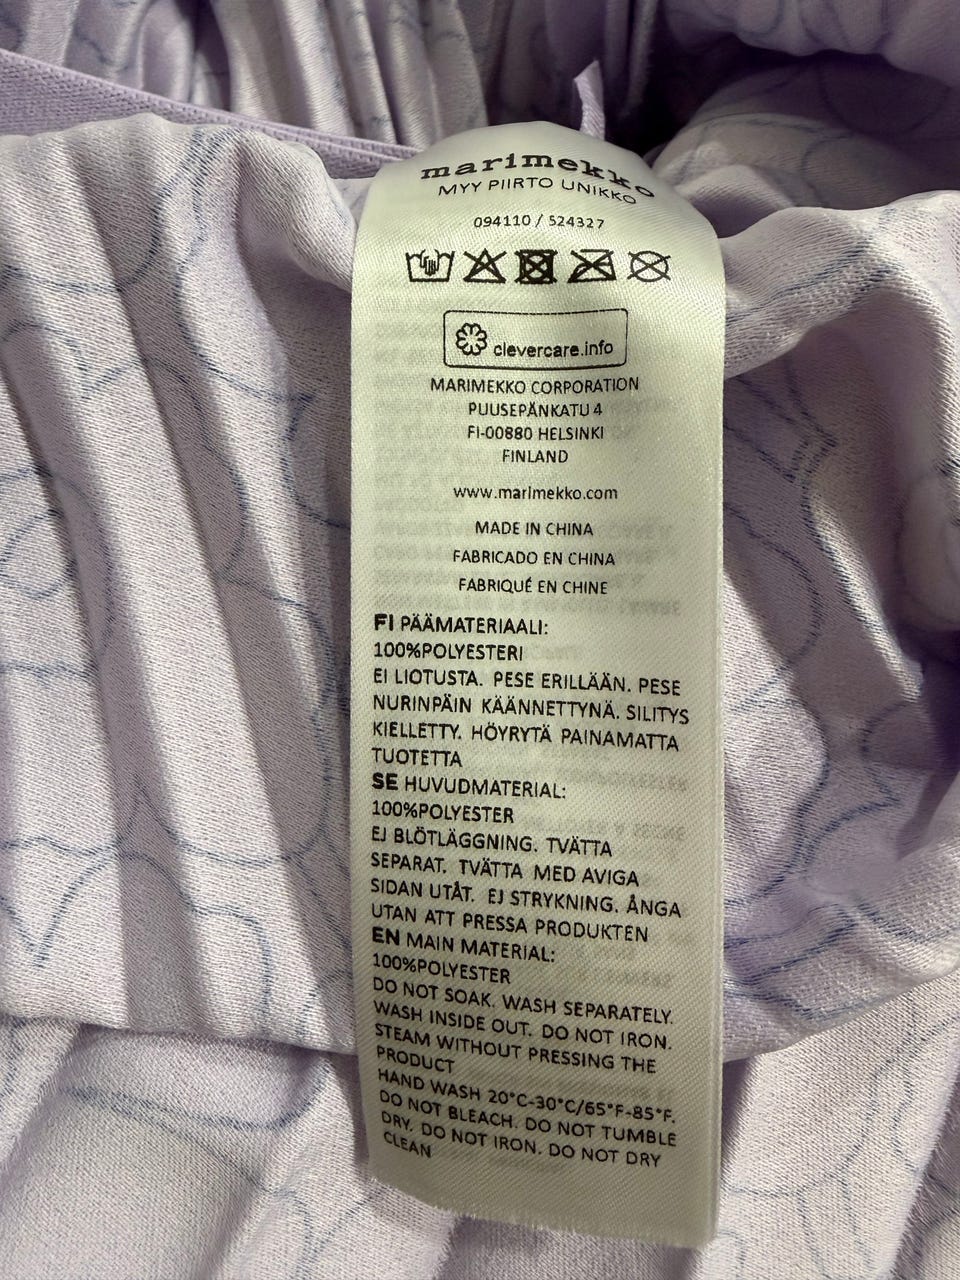 marimekko
MYY PIIRTO UNIKKO
094110 / 524327
clevercare.info
MARIMEKKO CORPORATION
PUUSEPÄNKATU 4
FI-00880 HELSINKI
FINLAND
www.marimekko.com
MADE IN CHINA
FABRICADO EN CHINA
FABRIQUÉ EN CHINE
FI PÄÄMATERIAALI:
100%POLYESTERI
EI LIOTUSTA. PESE ERILLÄÄN. PESE
NURINPÄIN KÄÄNNETTYNÄ. SILITYS
KIELLETTY. HÖYRYTÄ PAINAMATTA
TUOTETTA
SE HUVUDMATERIAL:
100%POLYESTER
EJ BLÖTLÄGGNING. TVÄTTA
SEPARAT. TVÄTTA MED AVIGA
SIDAN UTÅT. EJ STRYKNING. ÅNGA
UTAN ATT PRESSA PRODUKTEN
EN MAIN MATERIAL:
100%POLYESTER
DO NOT SOAK. WASH SEPARATELY.
WASH INSIDE OUT. DO NOT IRON.
STEAM WITHOUT PRESSING THE
PRODUCT
HAND WASH 20°C-30°C/65°F-85°F.
DO NOT BLEACH. DO NOT TUMBLE
DRY. DO NOT IRON. DO NOT DRY
CLEAN